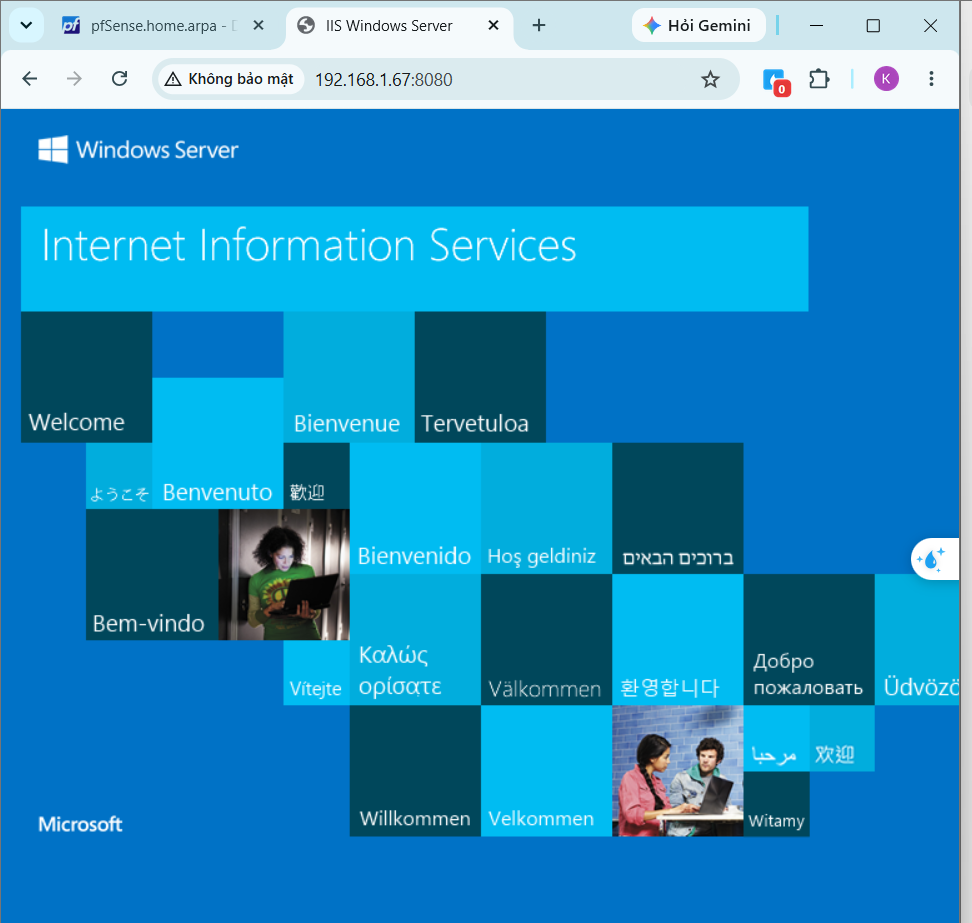 pfSense.home.arpa - D
IIS Windows Server
Hỏi Gemini
Không bảo mật
192.168.1.67:8080
0
K
Windows Server
Internet Information Services
Welcome
Bienvenue
Tervetuloa
ようこそ
Benvenuto
歡迎
Bienvenido
Hoş geldiniz
ברוכים הבאים
Bem-vindo
Vítejte
Καλώς
ορίσατε
Välkommen
환영합니다
Добро
пожаловать
Üdvözö
مرحبا
欢迎
Microsoft
Willkommen
Velkommen
Witamy